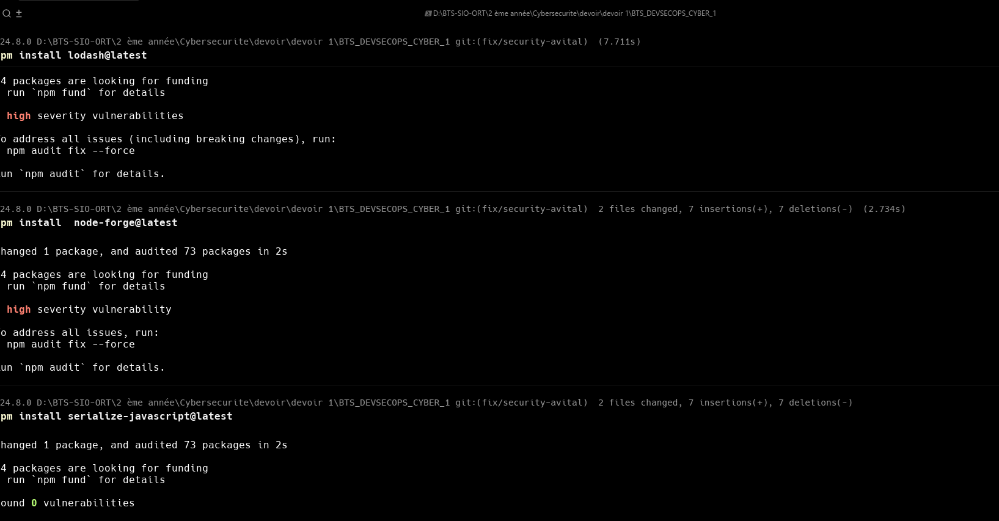 D:\BTS-SIO-ORT\2 ème année\Cybersecurite\devoir\devoir 1\BTS_DEVSECOPS_CYBER_1
24.8.0 D:\BTS-SIO-ORT\2 ème année\Cybersecurite\devoir\devoir 1\BTS_DEVSECOPS_CYBER_1 git:(fix/security-avital) (7.711s)
pm install lodash@latest
4 packages are looking for funding
run `npm fund` for details
high severity vulnerabilities
o address all issues (including breaking changes), run:
npm audit fix --force
un `npm audit` for details.
24.8.0 D:\BTS-SIO-ORT\2 ème année\Cybersecurite\devoir\devoir 1\BTS_DEVSECOPS_CYBER_1 git:(fix/security-avital) 2 files changed, 7 insertions(+), 7 deletions(-) (2.734s)
pm install  node-forge@latest
hanged 1 package, and audited 73 packages in 2s
4 packages are looking for funding
run `npm fund` for details
high severity vulnerability
o address all issues, run:
npm audit fix --force
un `npm audit` for details.
24.8.0 D:\BTS-SIO-ORT\2 ème année\Cybersecurite\devoir\devoir 1\BTS_DEVSECOPS_CYBER_1 git:(fix/security-avital) 2 files changed, 7 insertions(+), 7 deletions(-)
pm install serialize-javascript@latest
hanged 1 package, and audited 73 packages in 2s
4 packages are looking for funding
run `npm fund` for details
ound 0 vulnerabilities